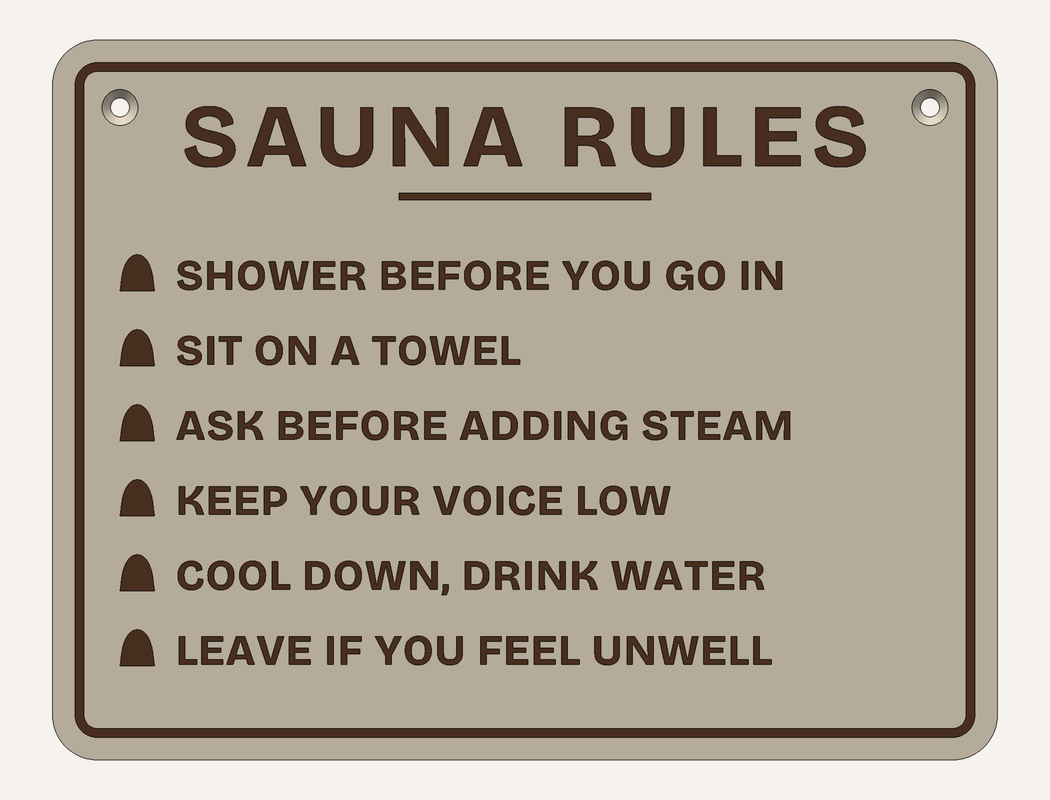 SAUNA RULES
SHOWER BEFORE YOU GO IN
SIT ON A TOWEL
ASK BEFORE ADDING STEAM
KEEP YOUR VOICE LOW
COOL DOWN, DRINK WATER
LEAVE IF YOU FEEL UNWELL